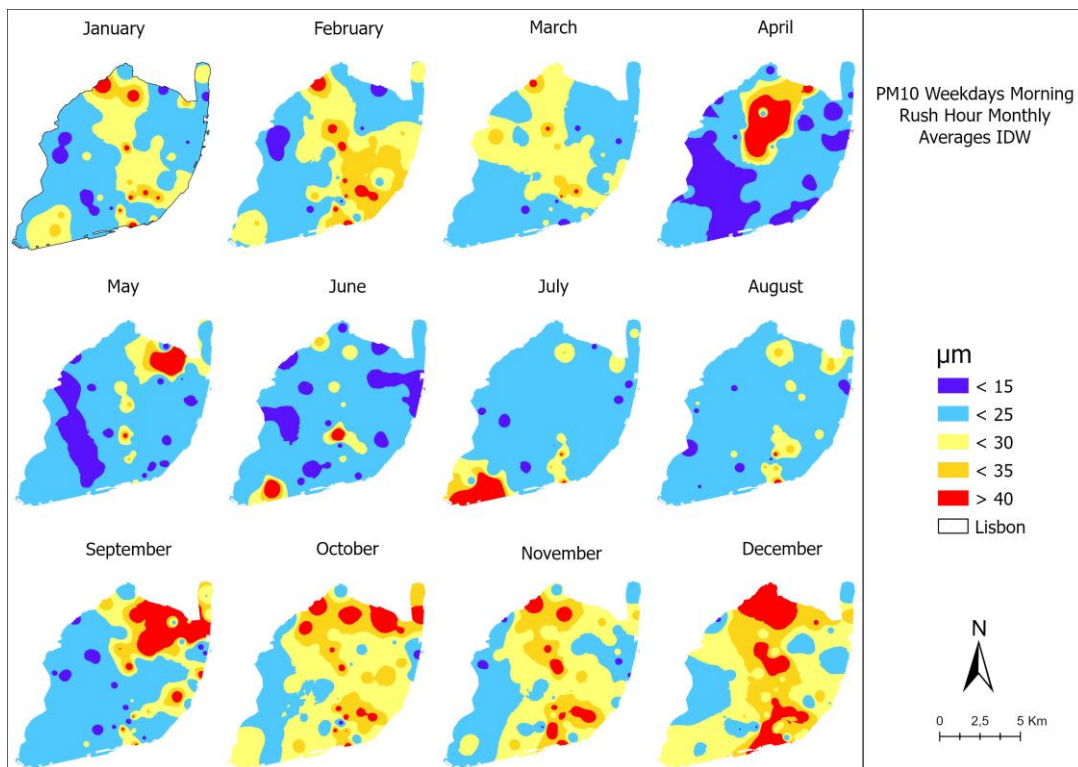 January
February
March
April
PM10 Weekdays Morning
Rush Hour Monthly
Averages IDW
May
June
July
August
September
October
November
December
µm
< 15
< 25
< 30
< 35
> 40
Lisbon
N
0 2,5 5 Km